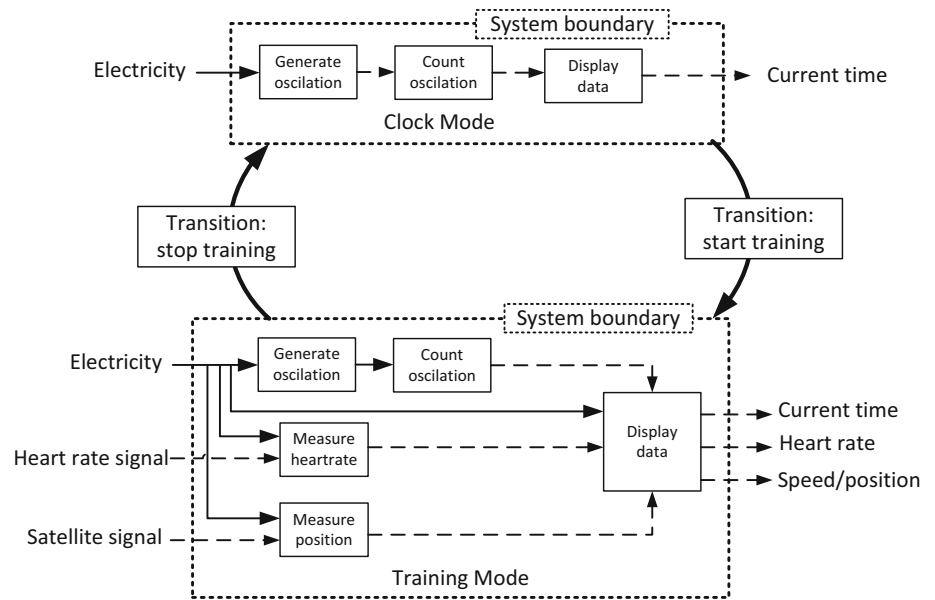 System boundary
Electricity
Generate
oscilation
Count
oscilation
Display
data
Current time
Clock Mode
Transition:
stop training
Transition:
start training
System boundary
Electricity
Generate
oscilation
Count
oscilation
Current time
Heart rate signal
Measure
heartrate
Display
data
Heart rate
Speed/position
Satellite signal
Measure
position
Training Mode